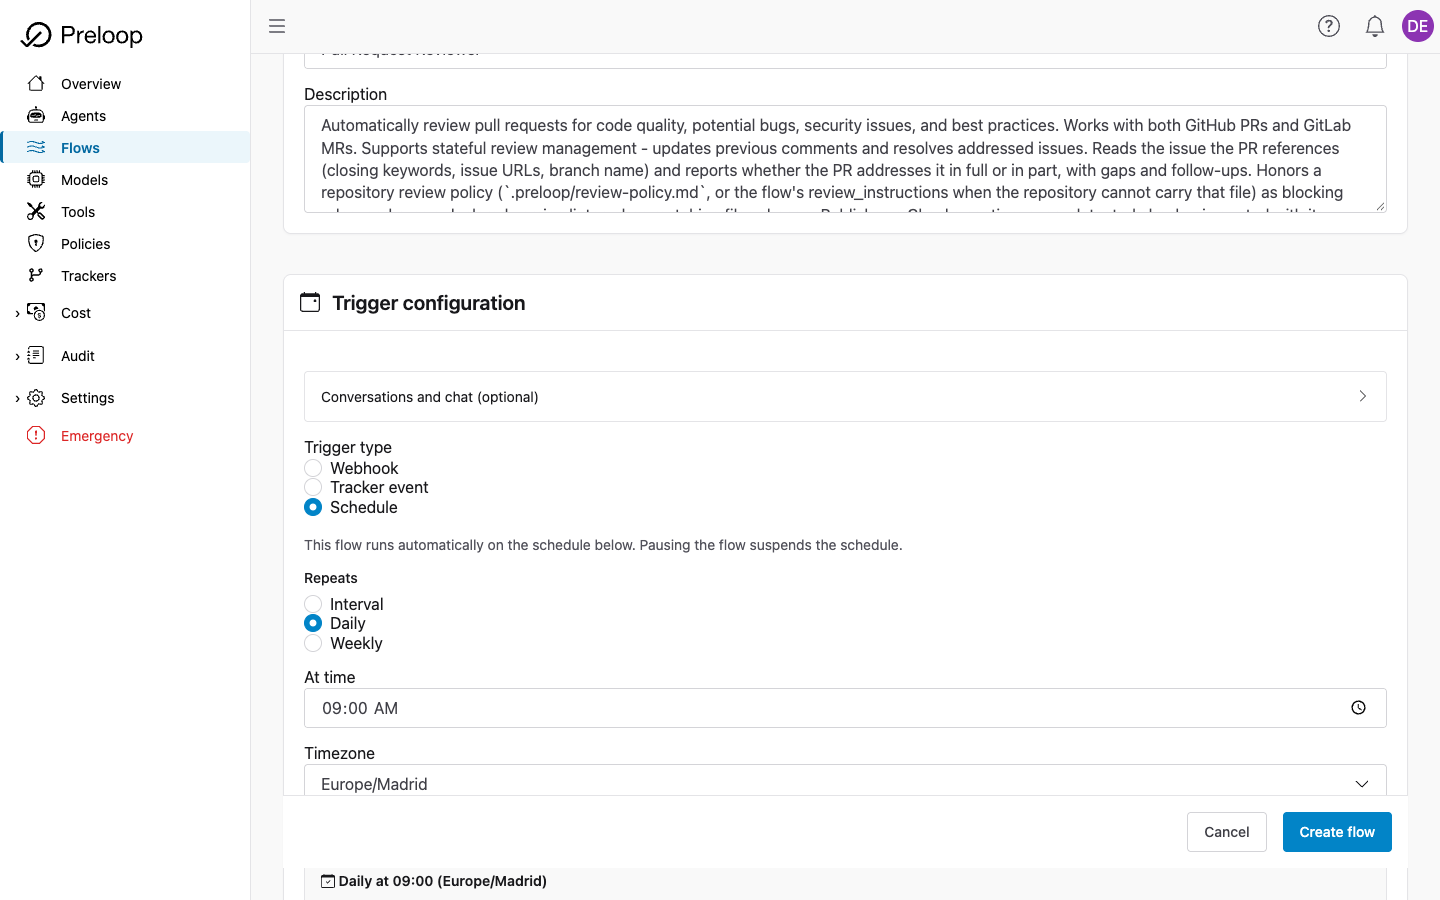 Preloop
DE
Overview
Agents
Flows
Models
Tools
Policies
Trackers
Cost
Audit
Settings
Emergency
Description
Automatically review pull requests for code quality, potential bugs, security issues, and best practices. Works with both GitHub PRs and GitLab
MRs. Supports stateful review management - updates previous comments and resolves addressed issues. Reads the issue the PR references
(closing keywords, issue URLs, branch name) and reports whether the PR addresses it in full or in part, with gaps and follow-ups. Honors a
repository review policy (`.preloop/review-policy.md`, or the flow's review_instructions when the repository cannot carry that file) as blocking
Trigger configuration
Conversations and chat (optional)
Trigger type
Webhook
Tracker event
Schedule
This flow runs automatically on the schedule below. Pausing the flow suspends the schedule.
Repeats
Interval
Daily
Weekly
At time
09:00 AM
Timezone
Europe/Madrid
Cancel
Create flow
Daily at 09:00 (Europe/Madrid)